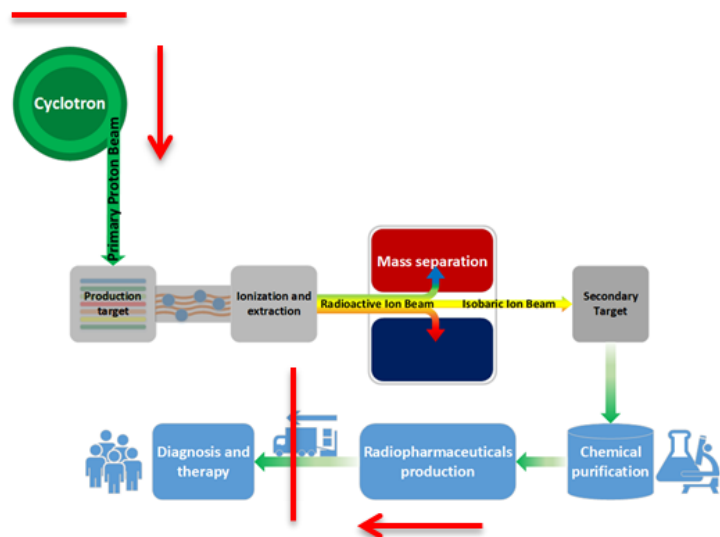 Cyclotron
Primary Proton Beam
Mass separation
Production
target
Ionization and
extraction
Radioactive Ion Beam
Isobaric Ion Beam
Secondary
Target
Diagnosis and
therapy
Radiopharmaceuticals
production
Chemical
purification